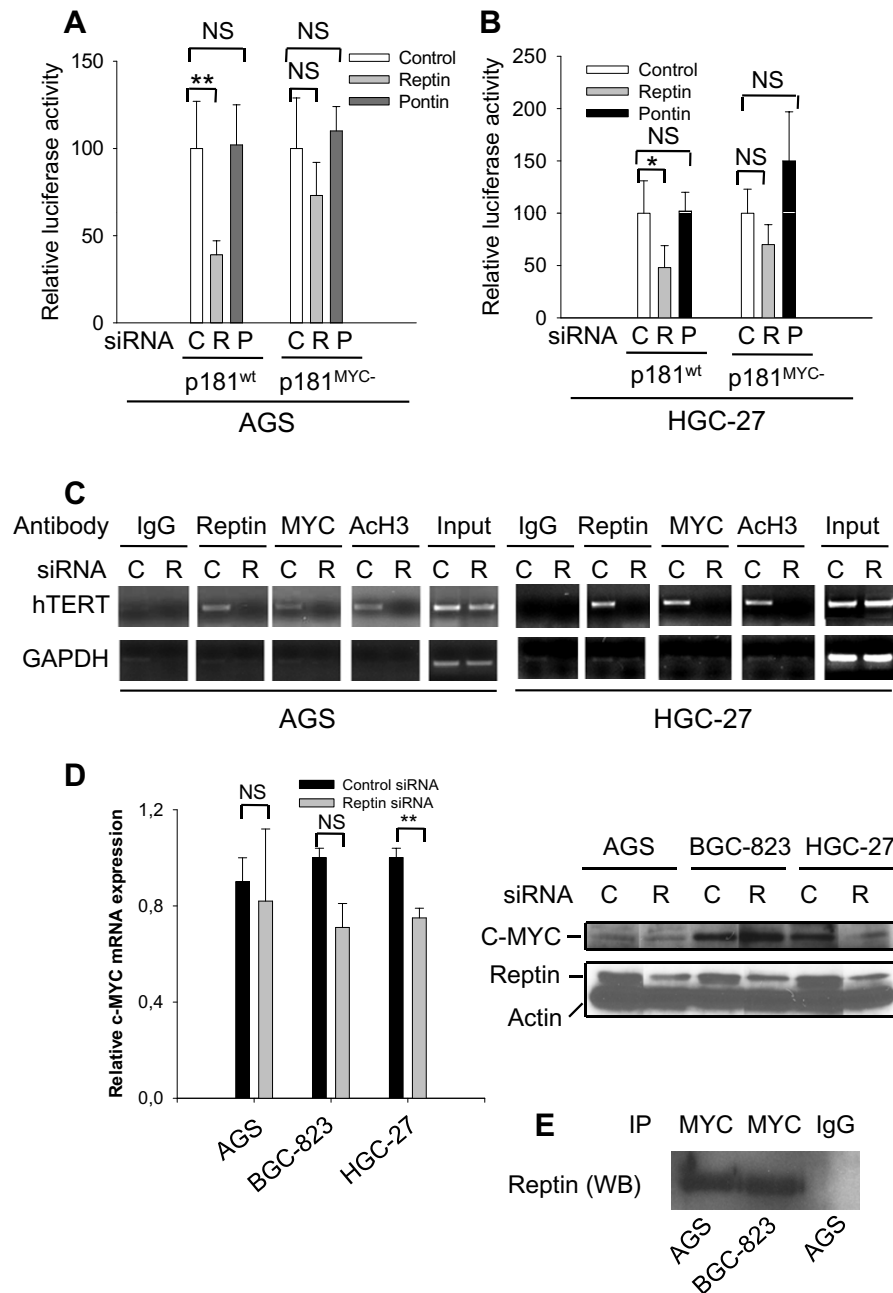 A
Relative luciferase activity
150
100
50
0
NS
**
NS
NS
Control
Reptin
Pontin
siRNA C R P C R P
p181wt p181MYC-
AGS
B
Relative luciferase activity
250
200
150
100
50
0
Control
Reptin
Pontin
NS
*
NS
NS
siRNA C R P C R P
p181wt p181MYC-
HGC-27
C
Antibody IgG Reptin MYC AcH3 Input IgG Reptin MYC AcH3 Input
siRNA C R C R C R C R C R C R C R C R C R C R
hTERT
GAPDH
AGS HGC-27
D
Relative c-MYC mRNA expression
1,2
0,8
0,4
0,0
Control siRNA
Reptin siRNA
NS
NS
**
AGS
BGC-823
HGC-27
AGS BGC-823 HGC-27
siRNA C R C R C R
C-MYC
Reptin
Actin
E
IP MYC MYC IgG
Reptin (WB)
AGS
BGC-823
AGS